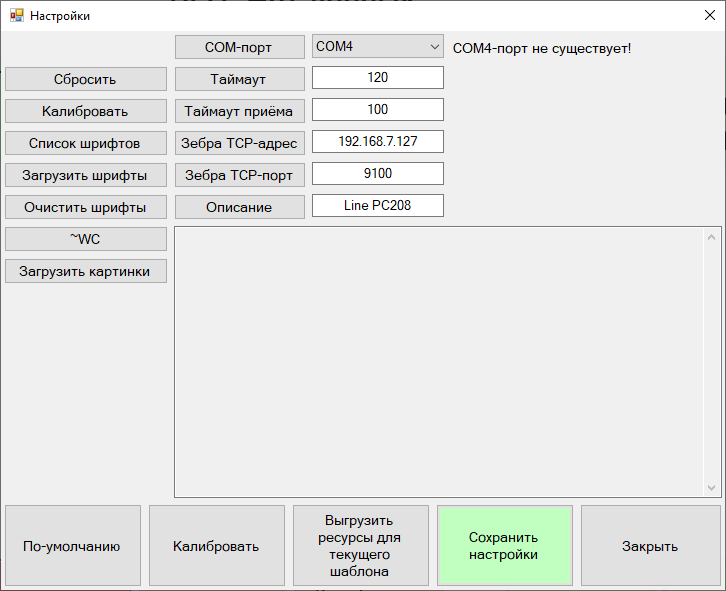 Настройки
COM-порт COM4 COM4-порт не существует!
Сбросить Таймаут 120
Калибровать Таймаут приёма 100
Список шрифтов Зебра TCP-адрес 192.168.7.127
Загрузить шрифты Зебра TCP-порт 9100
Очистить шрифты Описание Line PC208
~WC
Загрузить картинки
По-умолчанию
Калибровать
Выгрузить
ресурсы для
текущего
шаблона
Сохранить
настройки
Закрыть